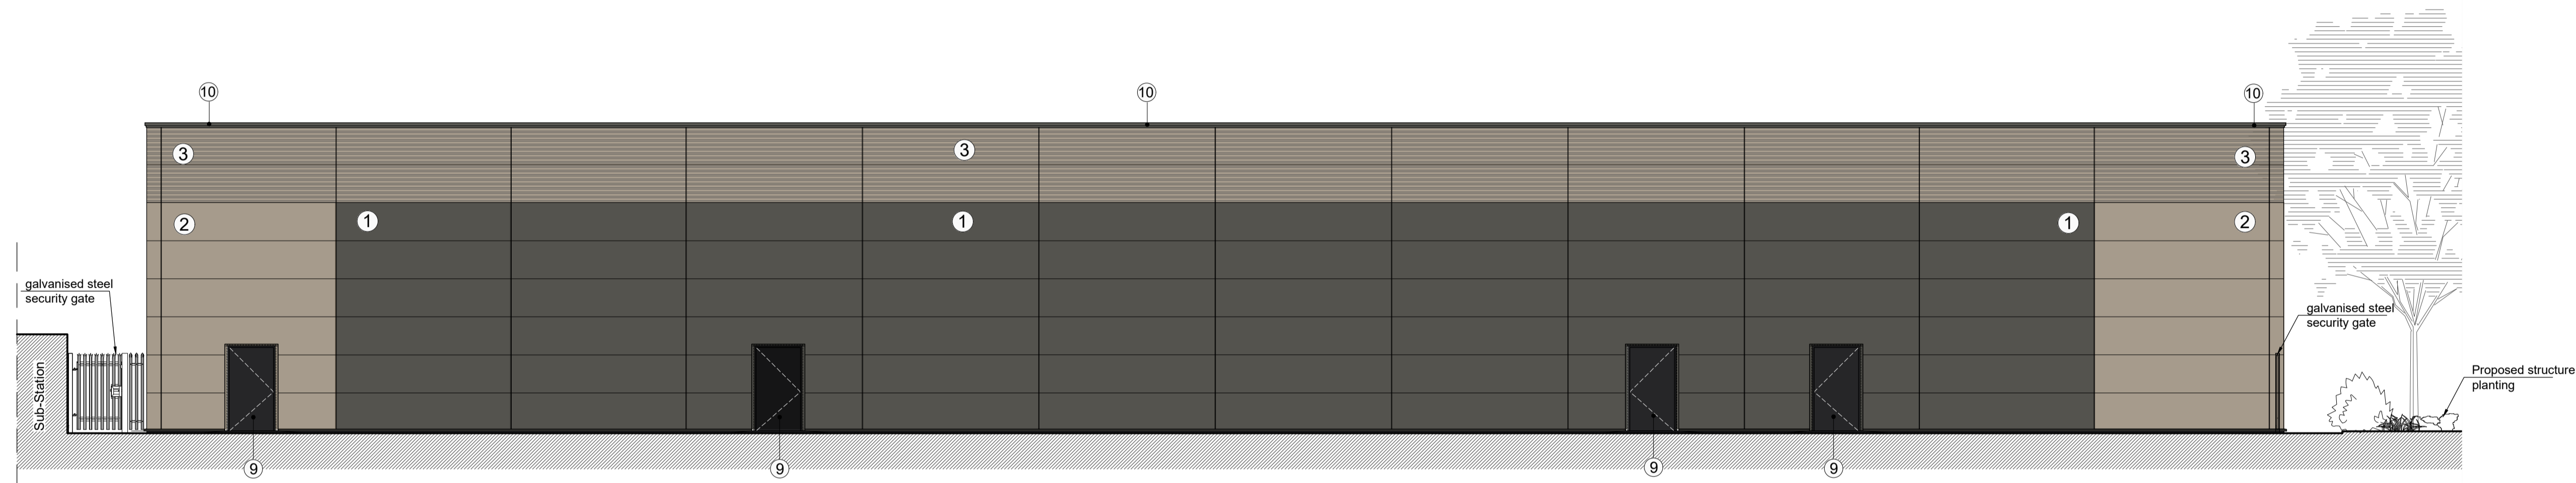 10
10
10
3
3
3
2
1
1
1
2
galvanised steel
security gate
galvanised steel
security gate
Sub-Station
Proposed structure
planting
9
9
9
9